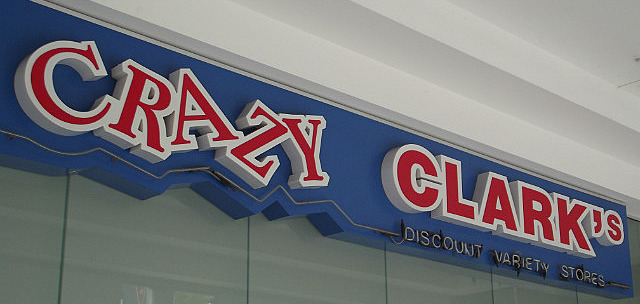 CRAZY CLARK'S
DISCOUNT VARIETY STORES